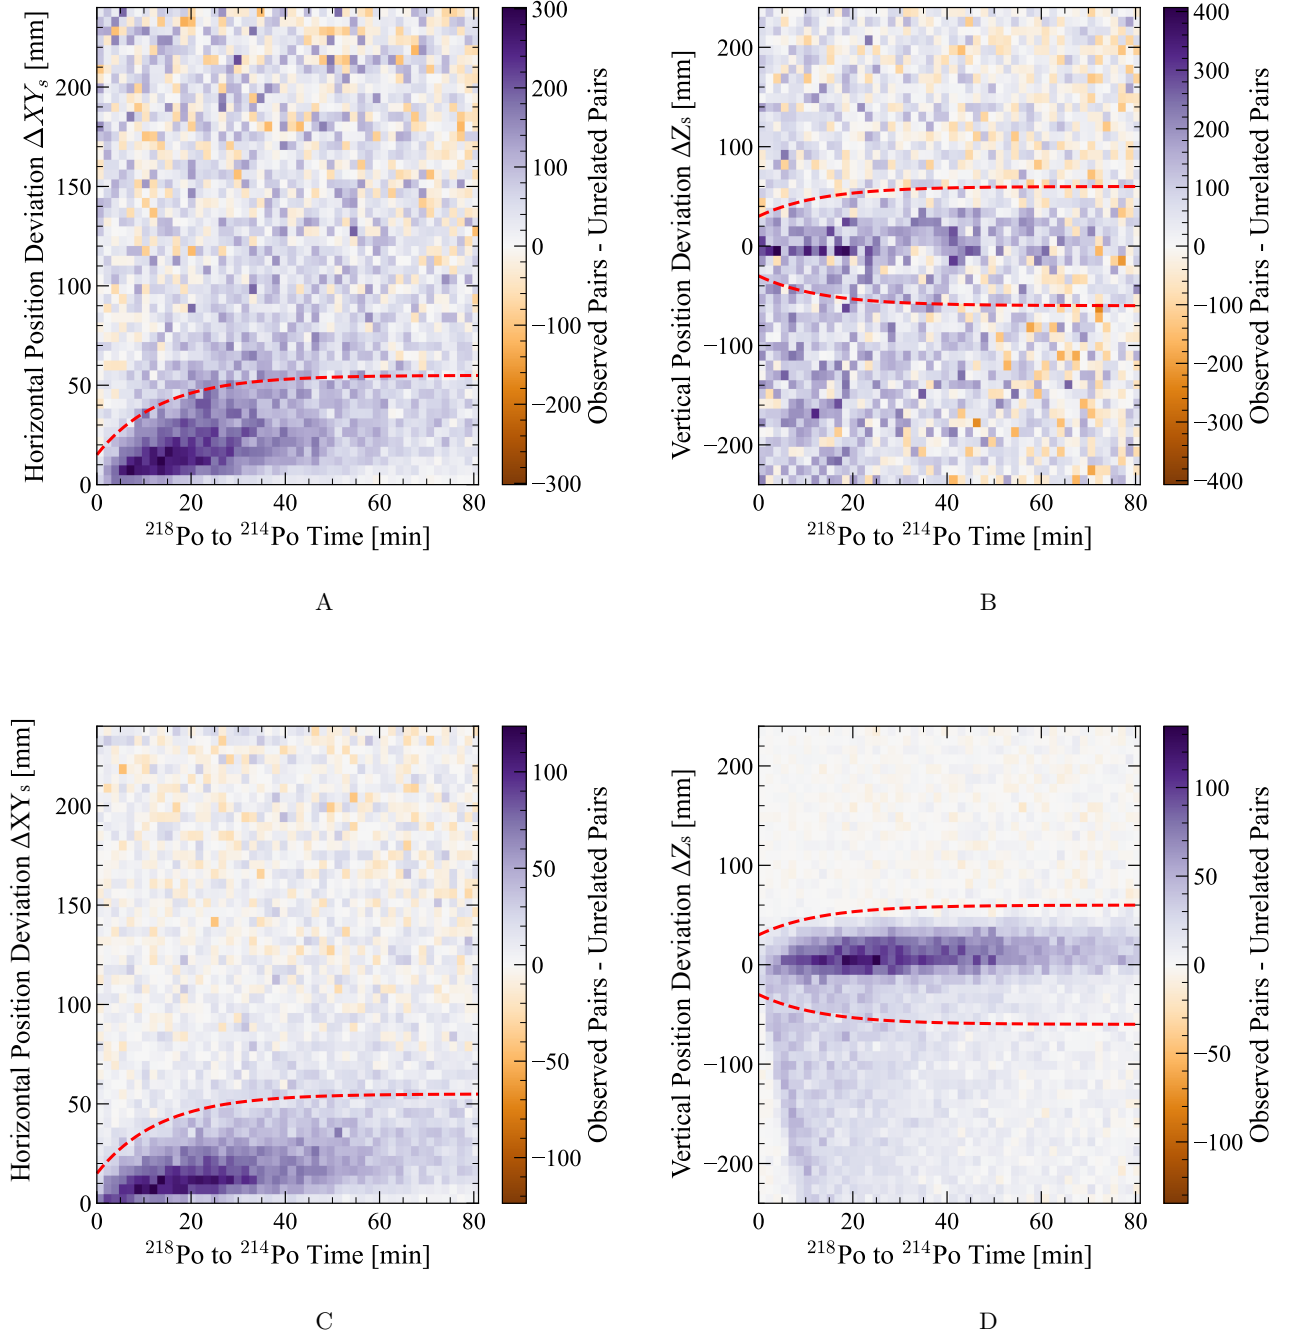 Horizontal Position Deviation ΔXYₛ [mm]
200
150
100
50
0
0 20 40 60 80
²¹⁸Po to ²¹⁴Po Time [min]
300
200
100
0
−100
−200
−300
Observed Pairs - Unrelated Pairs
A
Vertical Position Deviation ΔZₛ [mm]
200
100
0
−100
−200
0 20 40 60 80
²¹⁸Po to ²¹⁴Po Time [min]
400
300
200
100
0
−100
−200
−300
−400
Observed Pairs - Unrelated Pairs
B
Horizontal Position Deviation ΔXYₛ [mm]
200
150
100
50
0
0 20 40 60 80
²¹⁸Po to ²¹⁴Po Time [min]
100
50
0
−50
−100
Observed Pairs - Unrelated Pairs
C
Vertical Position Deviation ΔZₛ [mm]
200
100
0
−100
−200
0 20 40 60 80
²¹⁸Po to ²¹⁴Po Time [min]
100
50
0
−50
−100
Observed Pairs - Unrelated Pairs
D